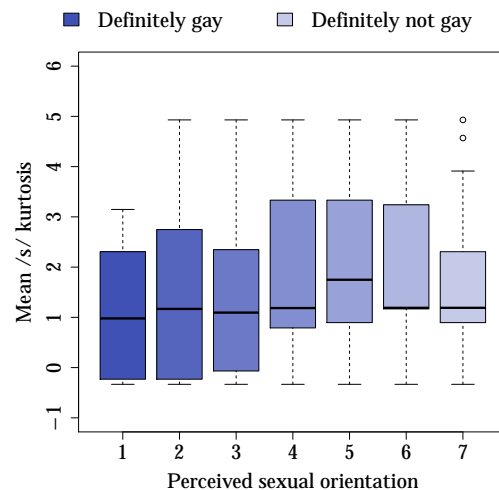 Definitely gay Definitely not gay
Mean /s/ kurtosis
6
5
4
3
2
1
0
−1
1 2 3 4 5 6 7
Perceived sexual orientation